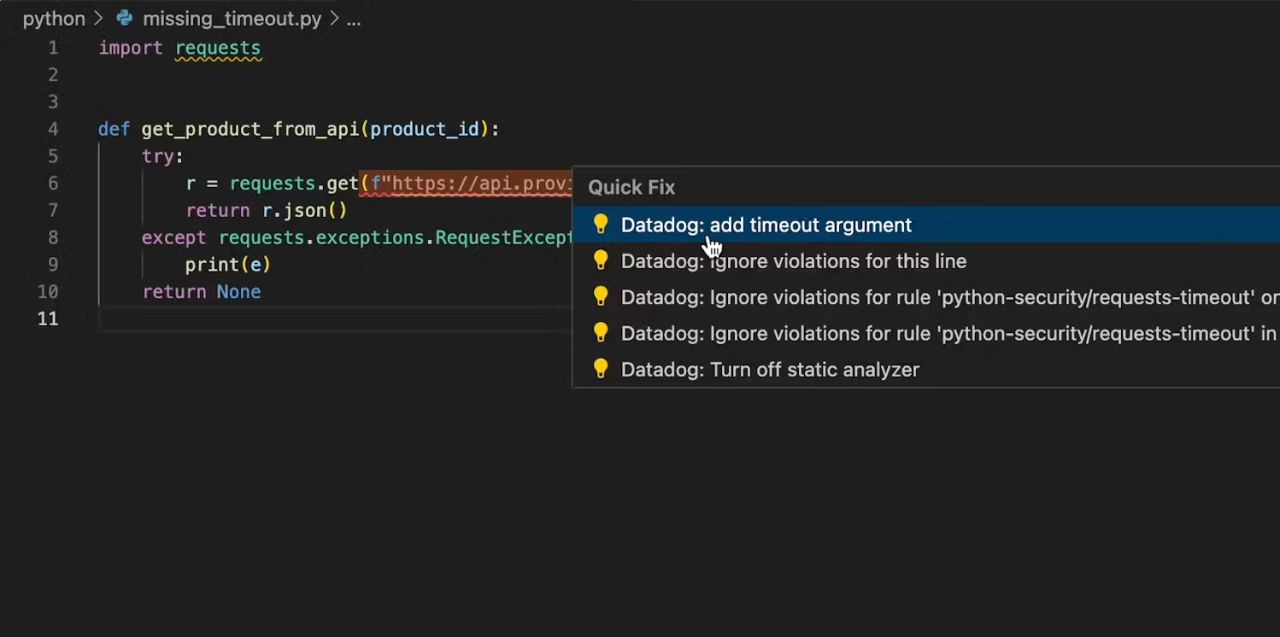 python > missing_timeout.py > ...
1 import requests
2
3
4 def get_product_from_api(product_id):
5 try:
6 r = requests.get(f"https://api.prov
7 return r.json()
8 except requests.exceptions.RequestExcept
9 print(e)
10 return None
11
Quick Fix
Datadog: add timeout argument
Datadog: Ignore violations for this line
Datadog: Ignore violations for rule 'python-security/requests-timeout' or
Datadog: Ignore violations for rule 'python-security/requests-timeout' in
Datadog: Turn off static analyzer